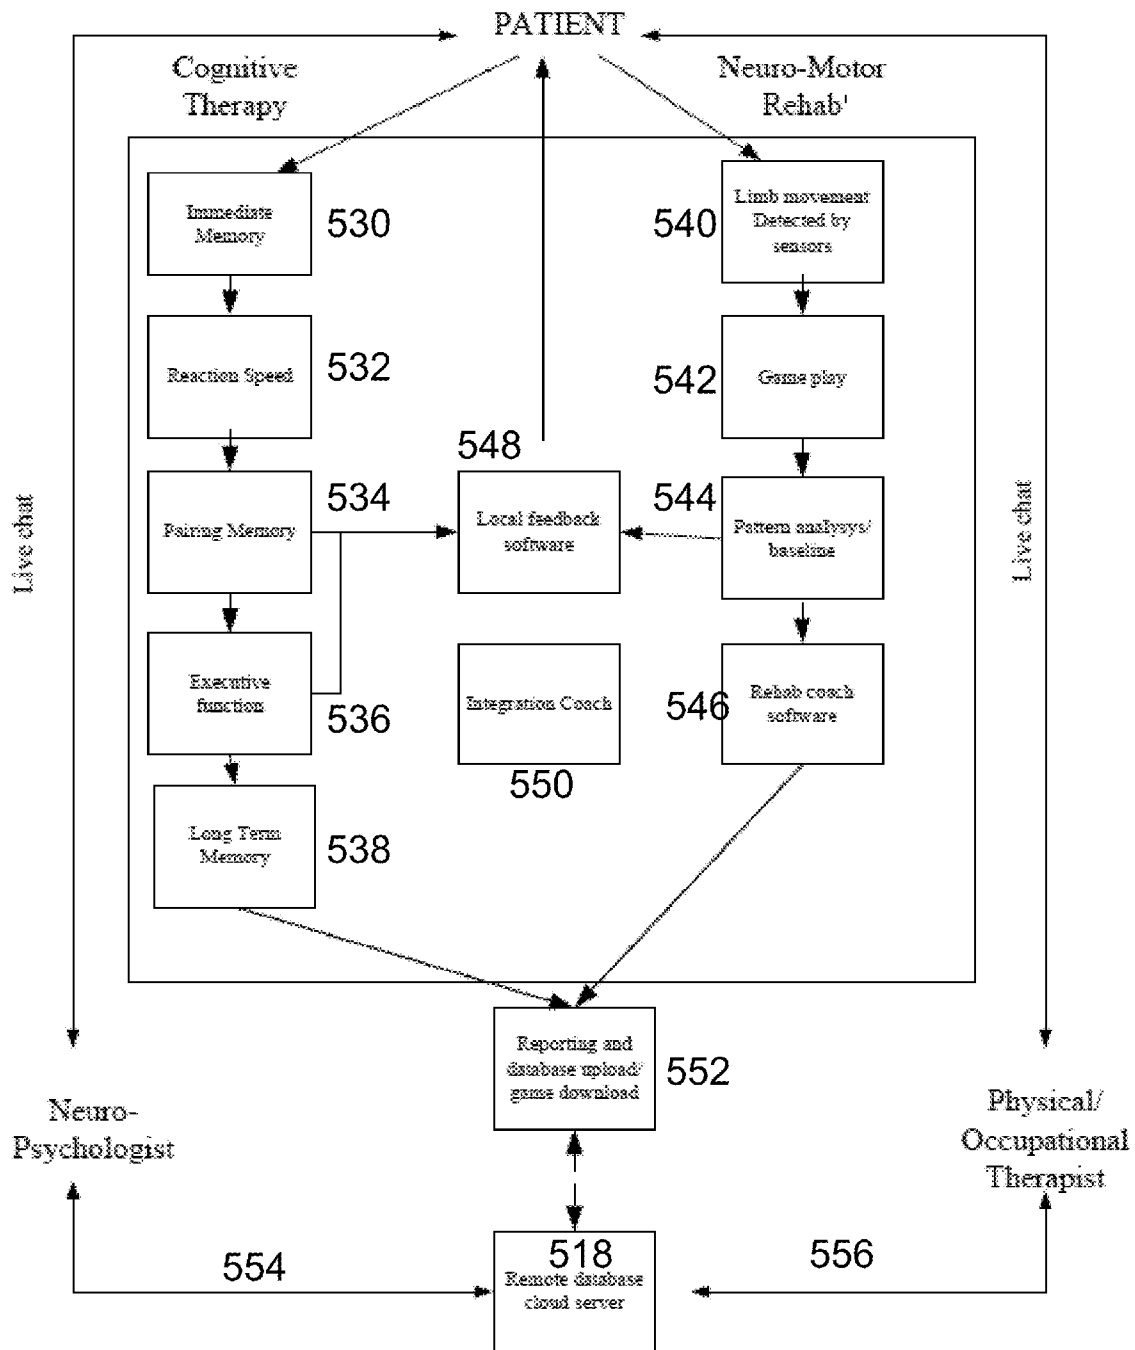 PATIENT
Cognitive
Therapy
Neuro-Motor
Rehab'
Immediate
Memory
530
540
Limb movement
Detected by
sensors
Reaction Speed
532
542
Game play
548
Pairing Memory
534
Local feedback
software
544
Pattern analysys/
baseline
Live chat
Live chat
Executive
function
536
Integration Coach
550
546
Rehab coach
software
Long Term
Memory
538
Reporting and
database upload/
game download
552
Neuro-
Psychologist
Physical/
Occupational
Therapist
554
518
Remote database
cloud server
556